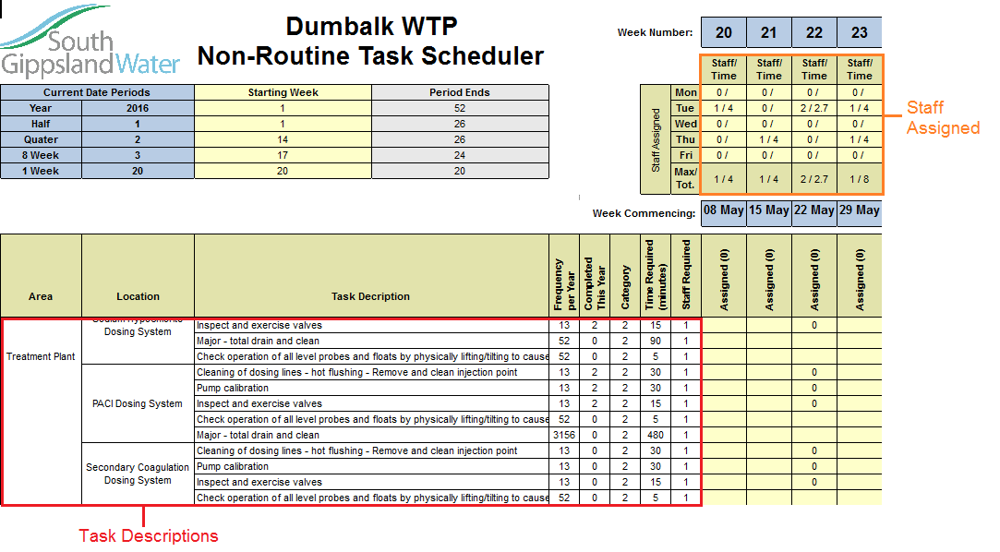 South
Gippsland Water
Dumbalk WTP
Non-Routine Task Scheduler
Week Number: 20 21 22 23
Staff/ Time Staff/ Time Staff/ Time Staff/ Time
Current Date Periods Starting Week Period Ends
Year 2016 1 52
Half 1 1 26
Quater 2 14 26
8 Week 3 17 24
1 Week 20 20 20
Staff Assigned
Mon 0 / 0 / 0 / 0 /
Tue 1 / 4 0 / 2 / 2.7 1 / 4
Wed 0 / 0 / 0 / 0 /
Thu 0 / 1 / 4 0 / 1 / 4
Fri 0 / 0 / 0 / 0 /
Max/ Tot. 1 / 4 1 / 4 2 / 2.7 1 / 8
Staff
Assigned
Week Commencing: 08 May 15 May 22 May 29 May
Area Location Task Decription Frequency per Year Completed This Year Category Time Required (minutes) Staff Required Assigned (0) Assigned (0) Assigned (0) Assigned (0)
Treatment Plant
Dosing System
Inspect and exercise valves 13 2 2 15 1 0
Major - total drain and clean 52 0 2 90 1
Check operation of all level probes and floats by physically lifting/tilting to cause 52 0 2 5 1
PACl Dosing System
Cleaning of dosing lines - hot flushing - Remove and clean injection point 13 2 2 30 1 0
Pump calibration 13 2 2 30 1 0
Inspect and exercise valves 13 2 2 15 1 0
Check operation of all level probes and floats by physically lifting/tilting to cause 52 0 2 5 1
Major - total drain and clean 3156 0 2 480 1
Secondary Coagulation
Dosing System
Cleaning of dosing lines - hot flushing - Remove and clean injection point 13 0 2 30 1 0
Pump calibration 13 0 2 30 1 0
Inspect and exercise valves 13 0 2 15 1 0
Check operation of all level probes and floats by physically lifting/tilting to cause 52 0 2 5 1
Task Descriptions